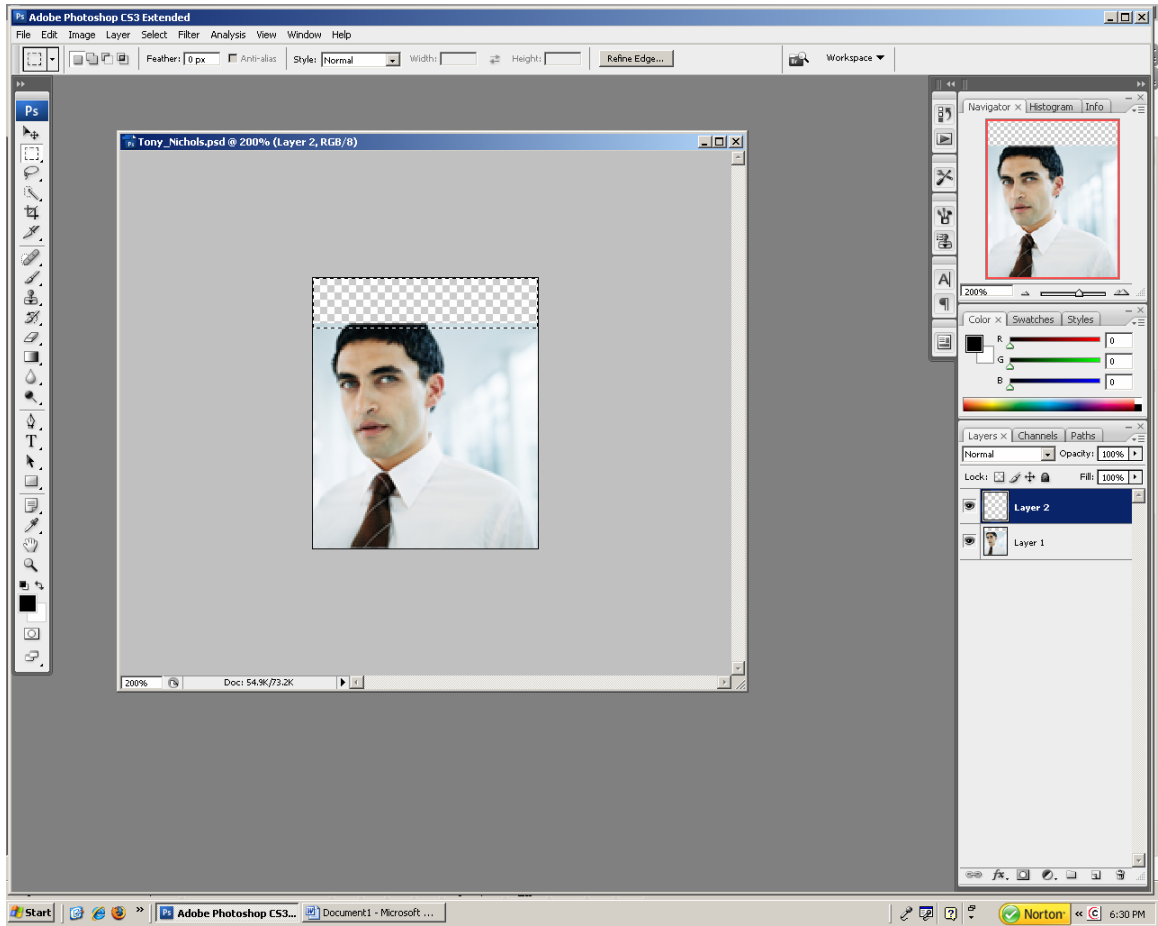 Ps Adobe Photoshop CS3 Extended
File Edit Image Layer Select Filter Analysis View Window Help
Feather: 0 px Anti-alias Style: Normal Width: Height: Refine Edge... Workspace
Ps
Navigator × Histogram Info
Tony_Nichols.psd @ 200% (Layer 2, RGB/8)
200%
Color × Swatches Styles
R 0
G 0
B 0
Layers × Channels Paths
Normal Opacity: 100%
Lock: Fill: 100%
Layer 2
Layer 1
200% Doc: 54.9K/73.2K
Start Ps Adobe Photoshop CS3... Document1 - Microsoft ... Norton 6:30 PM